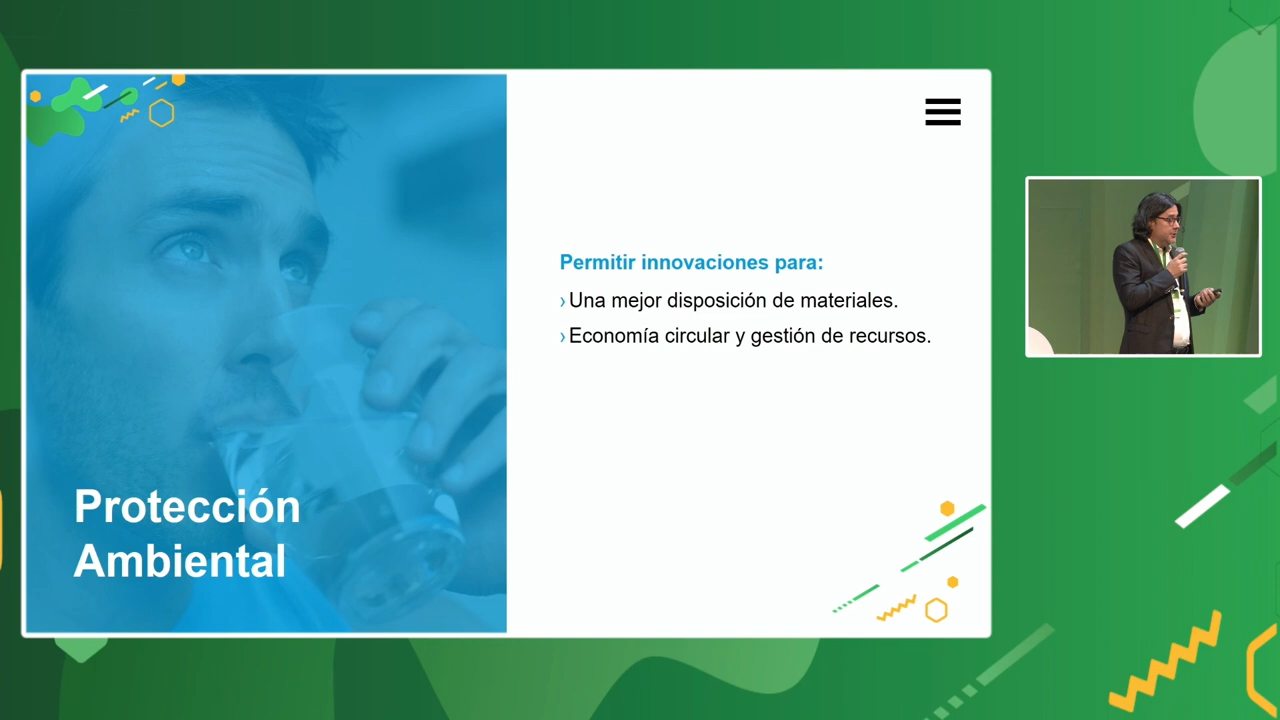 Protección
Ambiental
Permitir innovaciones para:
› Una mejor disposición de materiales.
› Economía circular y gestión de recursos.